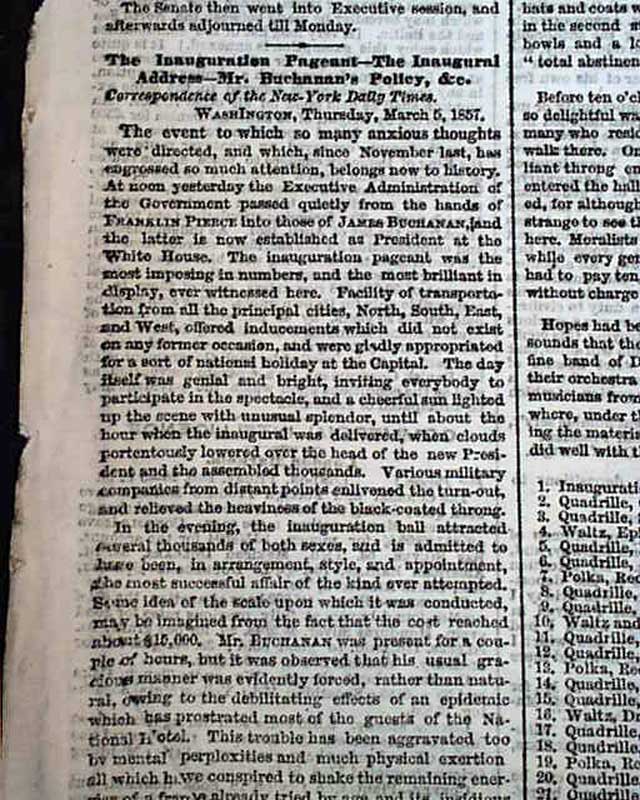 The Senate then went into Executive session, and
afterwards adjourned till Monday.
The Inauguration Pageant—The Inaugural
Address—Mr. Buchanan's Policy, &c.
Correspondence of the New-York Daily Times.
WASHINGTON, Thursday, March 5, 1857.
The event to which so many anxious thoughts
were directed, and which, since November last, has
engrossed so much attention, belongs now to history.
At noon yesterday the Executive Administration of
the Government passed quietly from the hands of
FRANKLIN PIERCE into those of JAMES BUCHANAN, and
the latter is now established as President at the
White House. The inauguration pageant was the
most imposing in numbers, and the most brilliant in
display, ever witnessed here. Facility of transporta-
tion from all the principal cities, North, South, East,
and West, offered inducements which did not exist
on any former occasion, and were gladly appropriated
for a sort of national holiday at the Capital. The day
itself was genial and bright, inviting everybody to
participate in the spectacle, and a cheerful sun lighted
up the scene with unusual splendor, until about the
hour when the inaugural was delivered, when clouds
portentously lowered over the head of the new Presi-
dent and the assembled thousands. Various military
companies from distant points enlivened the turn-out,
and relieved the heaviness of the black-coated throng.
In the evening, the inauguration ball attracted
several thousands of both sexes, and is admitted to
have been, in arrangement, style, and appointment,
the most successful affair of the kind ever attempted.
Some idea of the scale upon which it was conducted,
may be imagined from the fact that the cost reached
about $15,000. Mr. BUCHANAN was present for a cou-
ple of hours, but it was observed that his usual gra-
cious manner was evidently forced, rather than natu-
ral, owing to the debilitating effects of an epidemic
which has prostrated most of the guests of the Na-
tional Hotel. This trouble has been aggravated too
by mental perplexities and much physical exertion
all which have conspired to shake the remaining ener-
gies of a frame already tried by age and its insidious
hats and coats w
in the second
bowls and a
" total abstinen
Before ten o'cl
so delightful wa
many who resi
walk there. On
liant throng en
entered the hall
ed, for although
strange to see th
here. Moralists
while every gen
had to pay ten
without charge
Hopes had be
sounds that the
fine band of D
their orchestra
musicians from
where, under t
ing the materi
did well with t
1. Inaugurati
2. Quadrille,
3. Quadrille,
4. Waltz, Epi
5. Quadrille,
6. Quadrille,
7. Polka, Re
8. Quadrille,
9. Quadrille,
10. Waltz and
11. Quadrille,
12. Quadrille,
13. Polka, Re
14. Quadrille,
15. Quadrille,
16. Waltz, D
17. Quadrille,
18. Quadrille,
19. Polka, Re
20. Quadrille,
21. Quadrille,